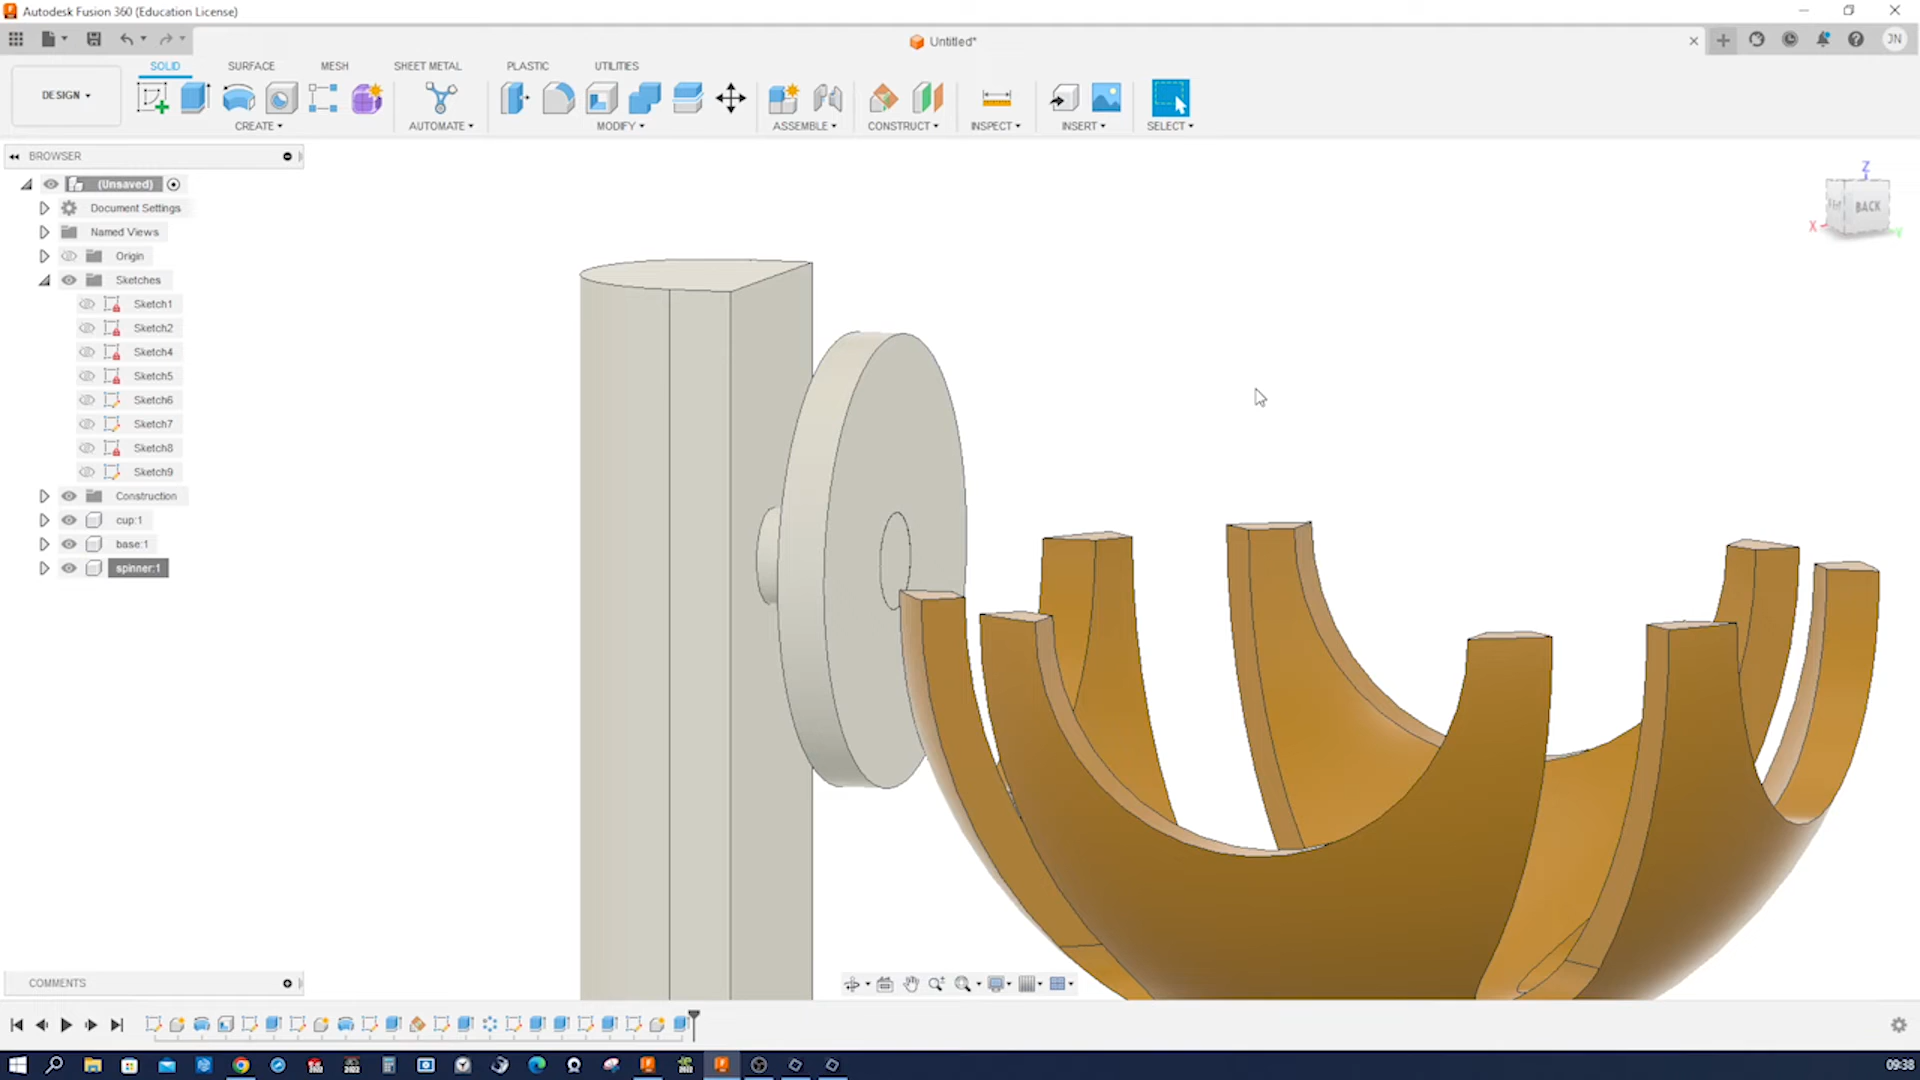 Autodesk Fusion 360 (Education License)
Untitled*
JN
SOLID SURFACE MESH SHEET METAL PLASTIC UTILITIES
DESIGN
CREATE AUTOMATE MODIFY ASSEMBLE CONSTRUCT INSPECT INSERT SELECT
BROWSER
(Unsaved)
Document Settings
Named Views
Origin
Sketches
Sketch1
Sketch2
Sketch4
Sketch5
Sketch6
Sketch7
Sketch8
Sketch9
Construction
cup:1
base:1
spinner:1
Z
BACK
X
Y
COMMENTS
09:38